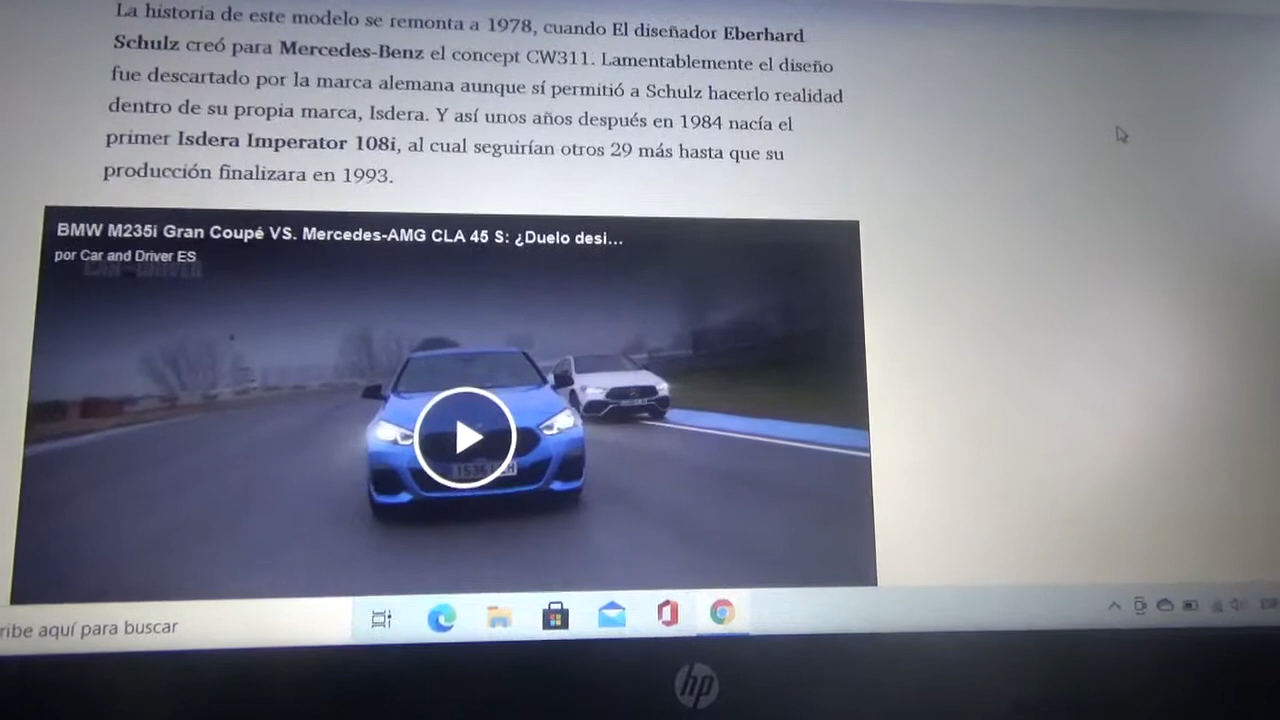 La historia de este modelo se remonta a 1978, cuando El diseñador Eberhard
Schulz creó para Mercedes-Benz el concept CW311. Lamentablemente el diseño
fue descartado por la marca alemana aunque sí permitió a Schulz hacerlo realidad
dentro de su propia marca, Isdera. Y así unos años después en 1984 nacía el
primer Isdera Imperator 108i, al cual seguirían otros 29 más hasta que su
producción finalizara en 1993.
BMW M235i Gran Coupé VS. Mercedes-AMG CLA 45 S: ¿Duelo desi...
por Car and Driver ES
CAR AND DRIVER
ribe aquí para buscar
hp